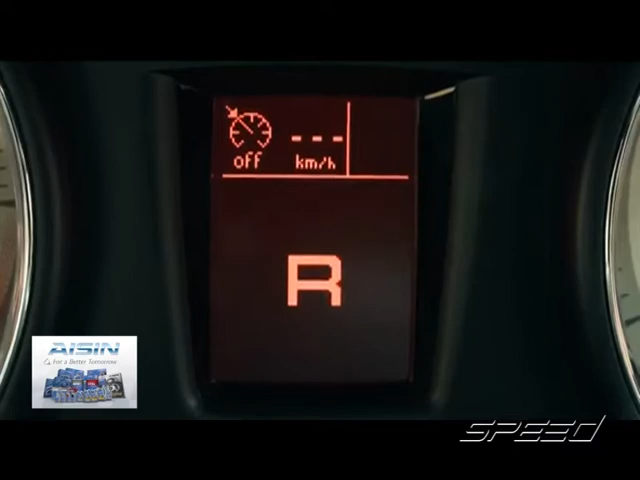 off
---
km/h
R
AISIN
For a Better Tomorrow
SPEED